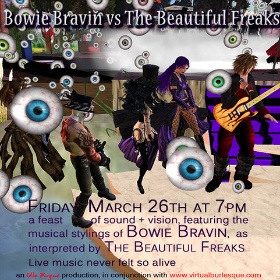 Bowie Bravin vs The Beautiful Freaks
Friday, March 26th at 7pm
a feast of sound + vision, featuring the
musical stylings of Bowie Bravin, as
interpreted by The Beautiful Freaks.
Live music never felt so alive
an production, in conjunction with www.virtualburlesque.com